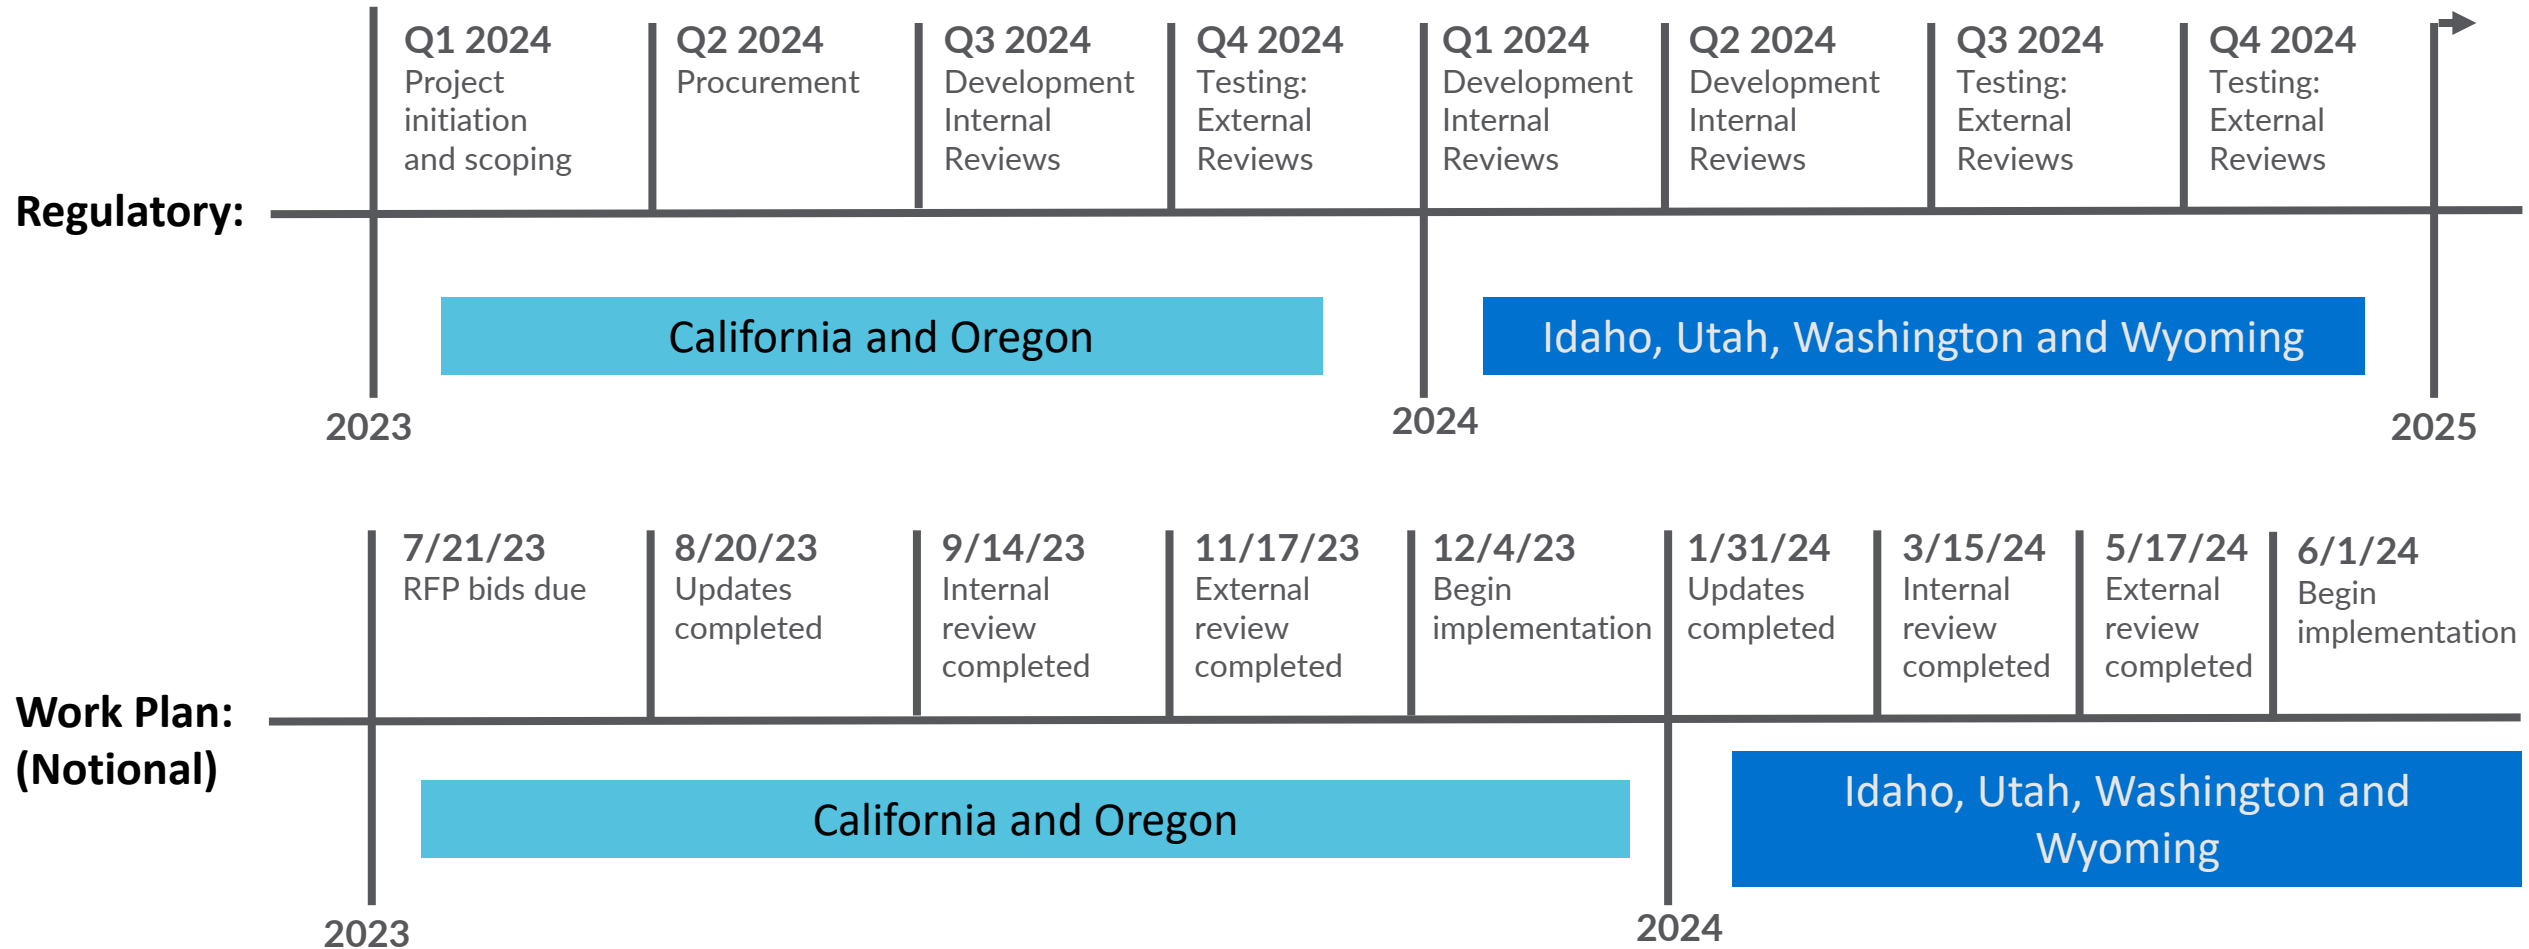 Regulatory:
Q1 2024
Project
initiation
and scoping
Q2 2024
Procurement
Q3 2024
Development
Internal
Reviews
Q4 2024
Testing:
External
Reviews
Q1 2024
Development
Internal
Reviews
Q2 2024
Development
Internal
Reviews
Q3 2024
Testing:
External
Reviews
Q4 2024
Testing:
External
Reviews
California and Oregon
Idaho, Utah, Washington and Wyoming
2023
2024
2025
Work Plan:
(Notional)
7/21/23
RFP bids due
8/20/23
Updates
completed
9/14/23
Internal
review
completed
11/17/23
External
review
completed
12/4/23
Begin
implementation
1/31/24
Updates
completed
3/15/24
Internal
review
completed
5/17/24
External
review
completed
6/1/24
Begin
implementation
California and Oregon
Idaho, Utah, Washington and
Wyoming
2023
2024